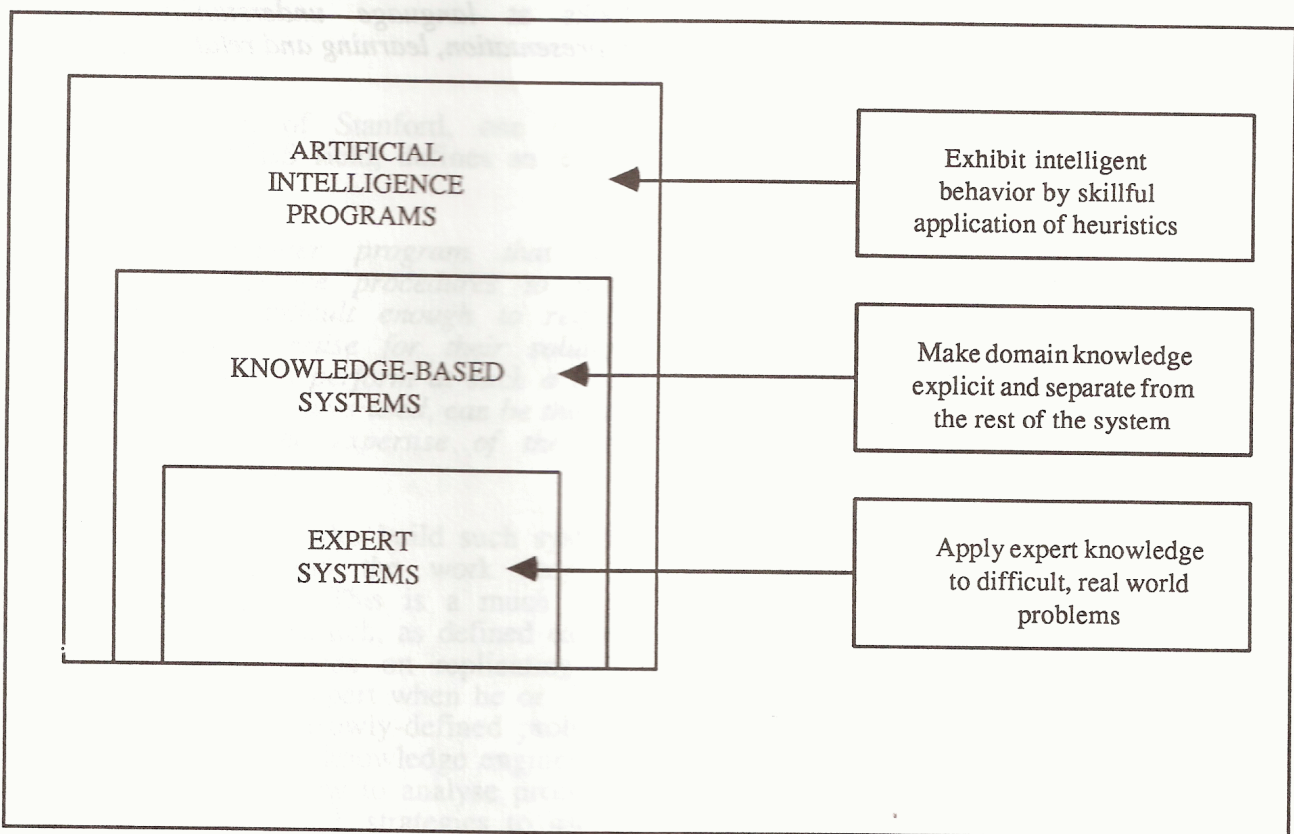 ARTIFICIAL
INTELLIGENCE
PROGRAMS
Exhibit intelligent
behavior by skillful
application of heuristics
KNOWLEDGE-BASED
SYSTEMS
Make domain knowledge
explicit and separate from
the rest of the system
EXPERT
SYSTEMS
Apply expert knowledge
to difficult, real world
problems